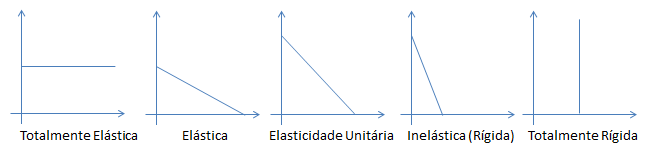 Totalmente Elástica
Elástica
Elasticidade Unitária
Inelástica (Rígida)
Totalmente Rígida